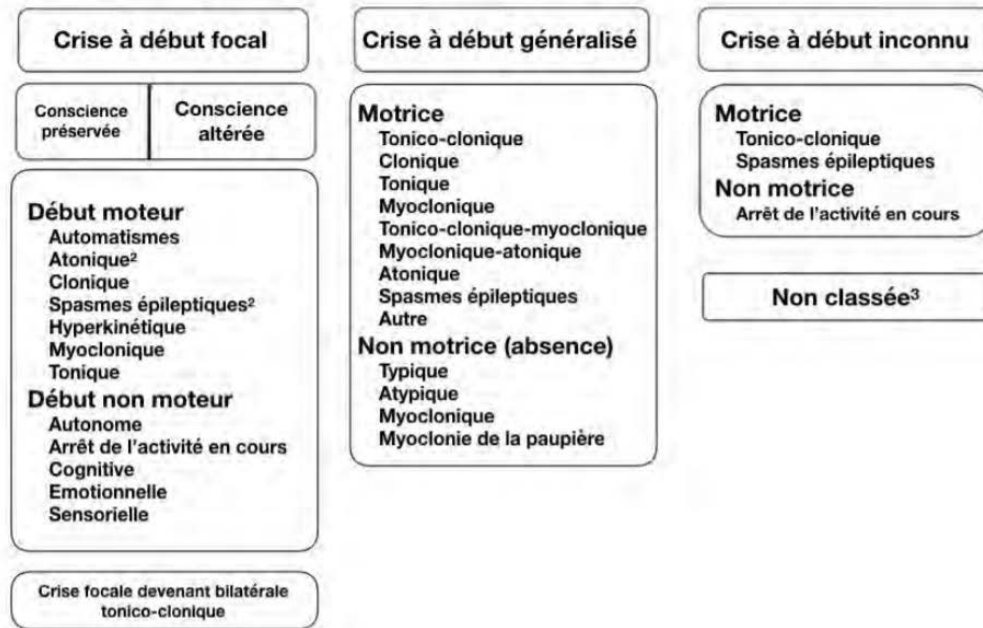 Crise à début focal
Conscience
préservée
Conscience
altérée
Début moteur
Automatismes
Atonique²
Clonique
Spasmes épileptiques²
Hyperkinétique
Myoclonique
Tonique
Début non moteur
Autonome
Arrêt de l'activité en cours
Cognitive
Emotionnelle
Sensorielle
Crise focale devenant bilatérale
tonico-clonique
Crise à début généralisé
Motrice
Tonico-clonique
Clonique
Tonique
Myoclonique
Tonico-clonique-myoclonique
Myoclonique-atonique
Atonique
Spasmes épileptiques
Autre
Non motrice (absence)
Typique
Atypique
Myoclonique
Myoclonie de la paupière
Crise à début inconnu
Motrice
Tonico-clonique
Spasmes épileptiques
Non motrice
Arrêt de l'activité en cours
Non classée³